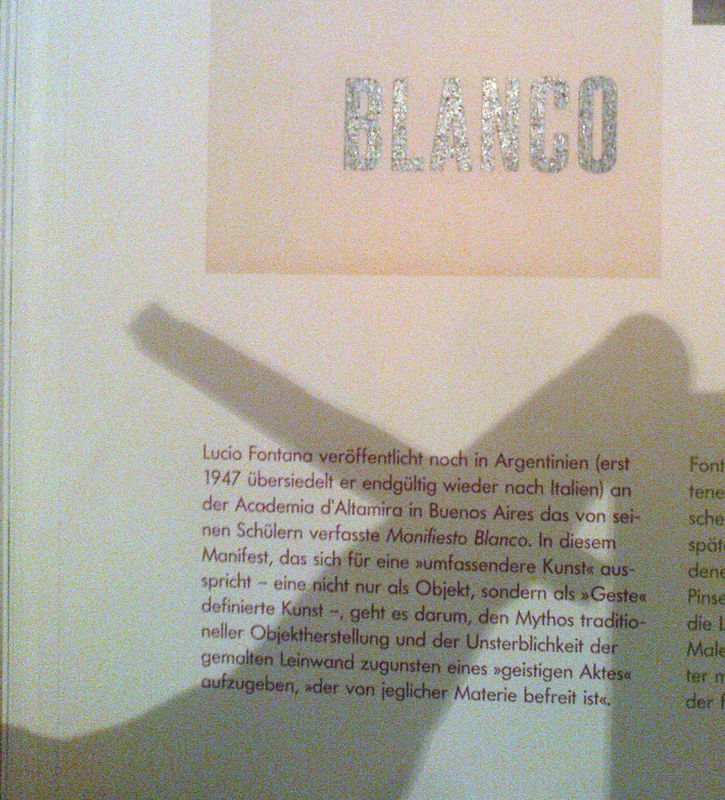 BLANCO
Lucio Fontana veröffentlicht noch in Argentinien (erst
1947 übersiedelt er endgültig wieder nach Italien) an
der Academia d'Altamira in Buenos Aires das von sei-
nen Schülern verfasste Manifiesto Blanco. In diesem
Manifest, das sich für eine »umfassendere Kunst« aus-
spricht – eine nicht nur als Objekt, sondern als »Geste«
definierte Kunst –, geht es darum, den Mythos traditio-
neller Objektherstellung und der Unsterblichkeit der
gemalten Leinwand zugunsten eines »geistigen Aktes«
aufzugeben, »der von jeglicher Materie befreit ist«.
Font
tene
sche
späte
dene
Pinse
die L
Male
ter m
der